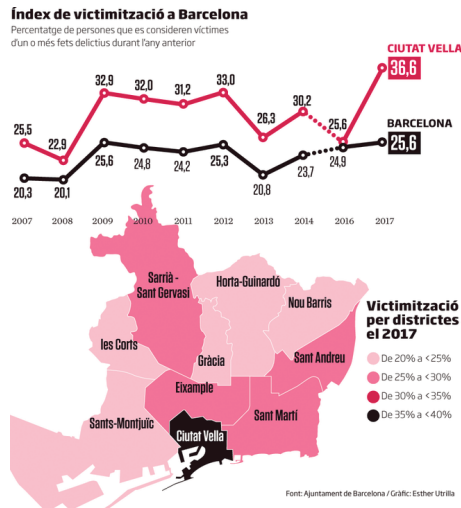 Índex de victimització a Barcelona
Percentatge de persones que es consideren víctimes
d'un o més fets delictius durant l'any anterior
CIUTAT VELLA
36,6
32,9
32,0
31,2
33,0
30,2
26,3
25,6
25,5
22,9
BARCELONA
25,6
25,6
24,8
24,2
25,3
20,8
23,7
24,9
20,3
20,1
2007 2008 2009 2010 2011 2012 2013 2014 2016 2017
Sarrià -
Sant Gervasi
Horta-Guinardó
Nou Barris
les Corts
Gràcia
Sant Andreu
Eixample
Sants-Montjuïc
Ciutat Vella
Sant Martí
Victimització
per districtes
el 2017
De 20% a <25%
De 25% a <30%
De 30% a <35%
De 35% a <40%
Font: Ajuntament de Barcelona / Gràfic: Esther Utrilla